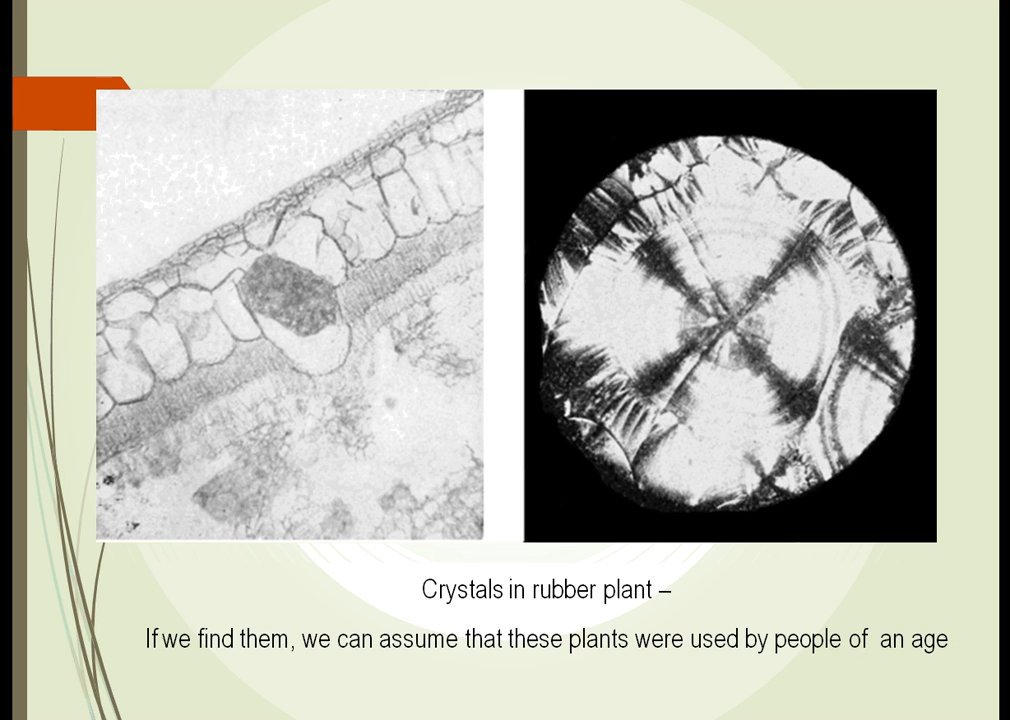 Crystals in rubber plant –
If we find them, we can assume that these plants were used by people of an age